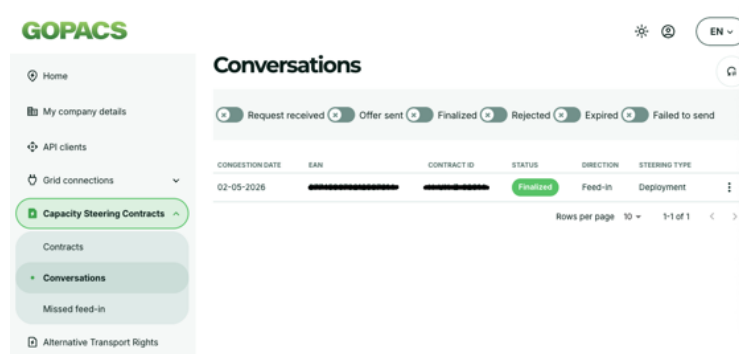 GOPACS
EN
Home
My company details
API clients
Grid connections
Capacity Steering Contracts
Contracts
Conversations
Missed feed-in
Alternative Transport Rights
Conversations
Request received Offer sent Finalized Rejected Expired Failed to send
CONGESTION DATE EAN CONTRACT ID STATUS DIRECTION STEERING TYPE
02-05-2026 Finalized Feed-in Deployment
Rows per page 10 1-1 of 1